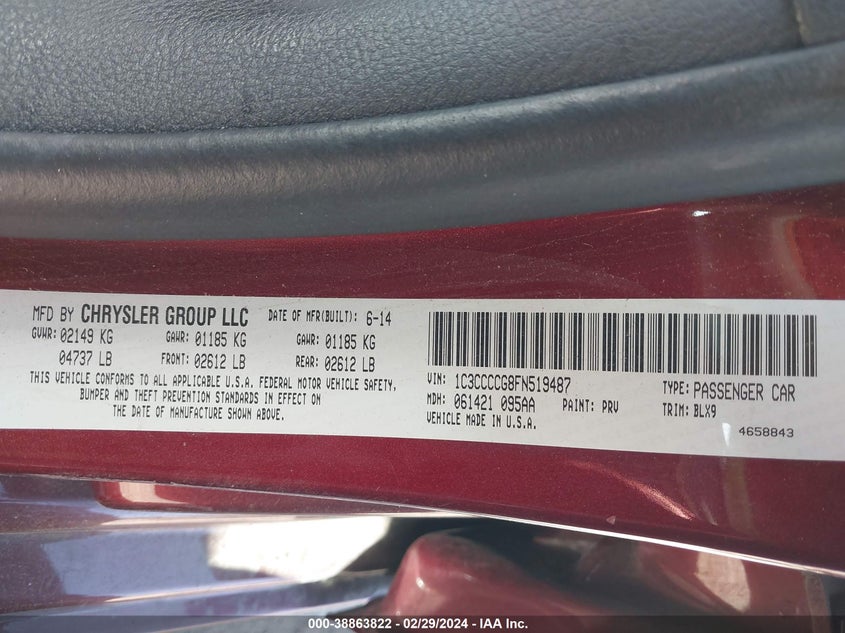 MFD BY CHRYSLER GROUP LLC DATE OF MFR(BUILT): 6-14
GVWR: 02149 KG GAWR: 01185 KG GAWR: 01185 KG
04737 LB FRONT: 02612 LB REAR: 02612 LB
THIS VEHICLE CONFORMS TO ALL APPLICABLE U.S.A. FEDERAL MOTOR VEHICLE SAFETY,
BUMPER AND THEFT PREVENTION STANDARDS IN EFFECT ON
THE DATE OF MANUFACTURE SHOWN ABOVE.
VIN: 1C3CCCCG8FN519487 TYPE: PASSENGER CAR
MDH: 061421 095AA PAINT: PRV TRIM: BLX9
VEHICLE MADE IN U.S.A. 4658843
000-38863822 - 02/29/2024 - IAA Inc.